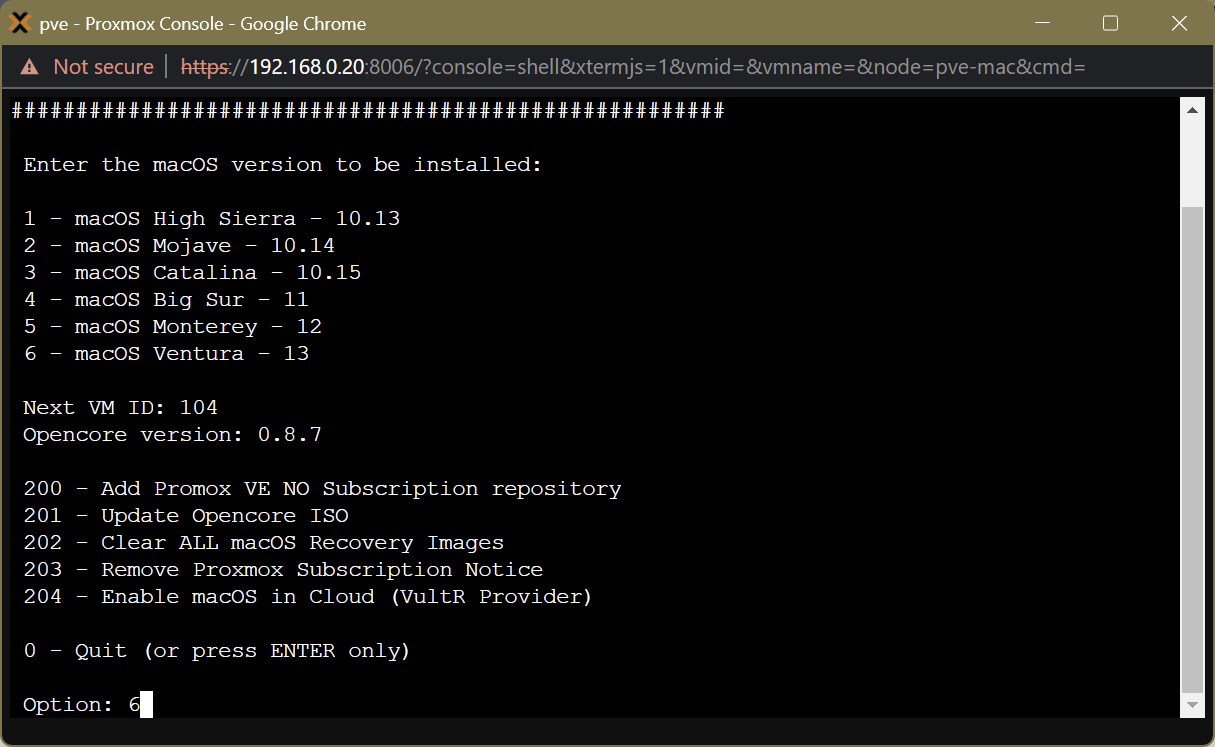 pve - Proxmox Console - Google Chrome
Not secure https://192.168.0.20:8006/?console=shell&xtermjs=1&vmid=&vmname=&node=pve-mac&cmd=
#######################################################
Enter the macOS version to be installed:
1 - macOS High Sierra - 10.13
2 - macOS Mojave - 10.14
3 - macOS Catalina - 10.15
4 - macOS Big Sur - 11
5 - macOS Monterey - 12
6 - macOS Ventura - 13
Next VM ID: 104
Opencore version: 0.8.7
200 - Add Promox VE NO Subscription repository
201 - Update Opencore ISO
202 - Clear ALL macOS Recovery Images
203 - Remove Proxmox Subscription Notice
204 - Enable macOS in Cloud (VultR Provider)
0 - Quit (or press ENTER only)
Option: 6